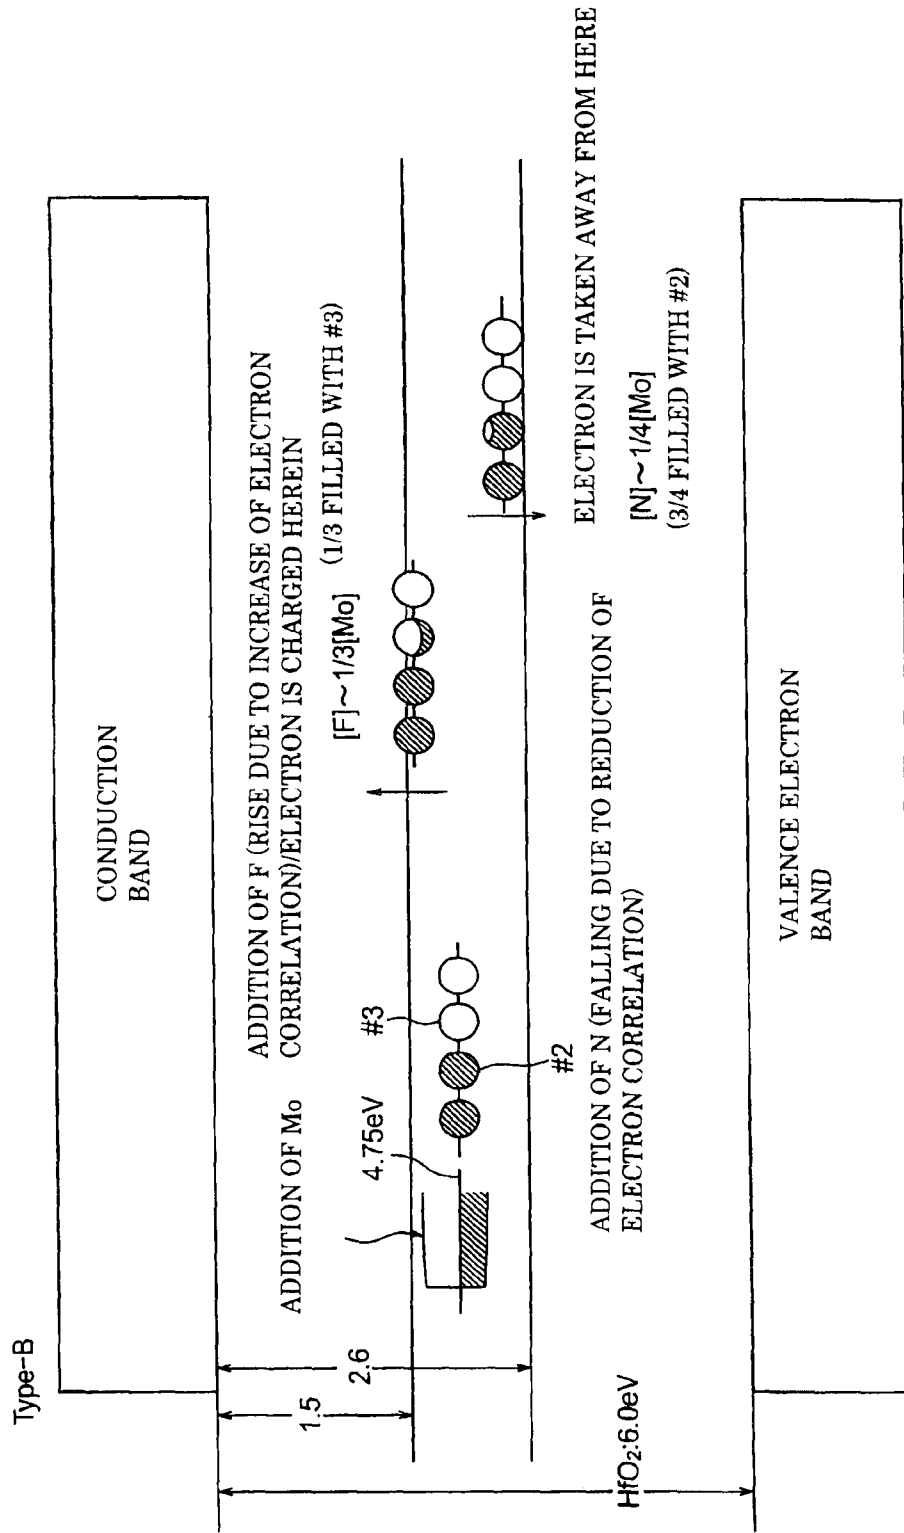 Type-B
CONDUCTION
BAND
ADDITION OF F (RISE DUE TO INCREASE OF ELECTRON
CORRELATION)/ELECTRON IS CHARGED HEREIN
[F]~1/3[Mo]
(1/3 FILLED WITH #3)
ADDITION OF Mo
4.75eV
#3
#2
1.5
2.6
HfO₂:6.0eV
ADDITION OF N (FALLING DUE TO REDUCTION OF
ELECTRON CORRELATION)
ELECTRON IS TAKEN AWAY FROM HERE
[N]~1/4[Mo]
(3/4 FILLED WITH #2)
VALENCE ELECTRON
BAND